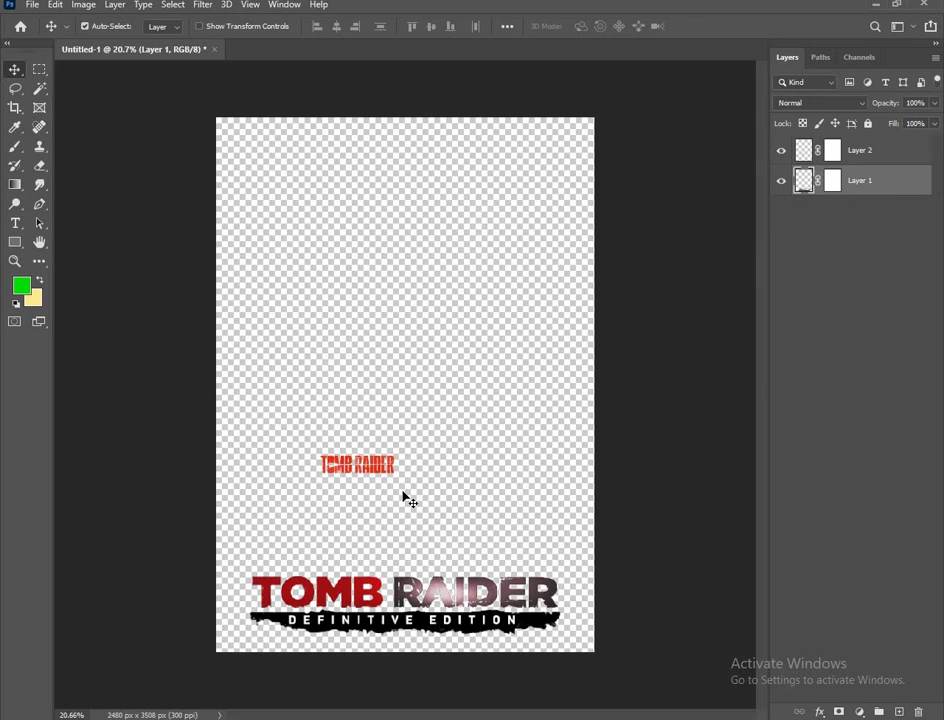 Ps File Edit Image Layer Type Select Filter 3D View Window Help
Auto-Select: Layer Show Transform Controls 3D Mode:
Untitled-1 @ 20.7% (Layer 1, RGB/8) *
Layers Paths Channels
Kind
Normal Opacity: 100%
Lock: Fill: 100%
Layer 2
Layer 1
TOMB RAIDER
TOMB RAIDER
DEFINITIVE EDITION
Activate Windows
Go to Settings to activate Windows.
20.66% 2480 px x 3508 px (300 ppi)